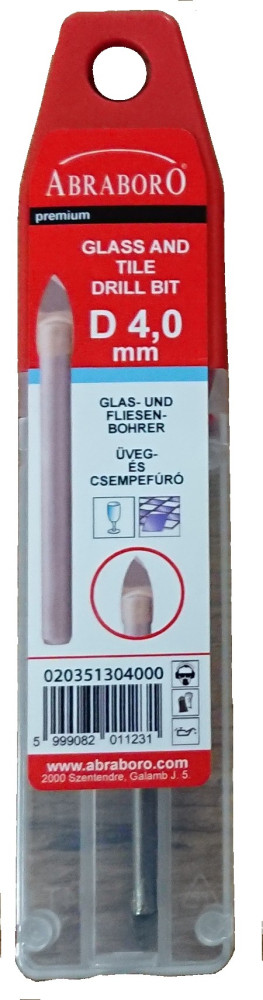 ABRABORO
premium
GLASS AND
TILE
DRILL BIT
D 4,0
mm
GLAS- UND
FLIESEN-
BOHRER
ÜVEG-
ÉS
CSEMPEFÚRÓ
020351304000
5 999082 011231
www.abraboro.com
2000 Szentendre, Galamb J. 5.